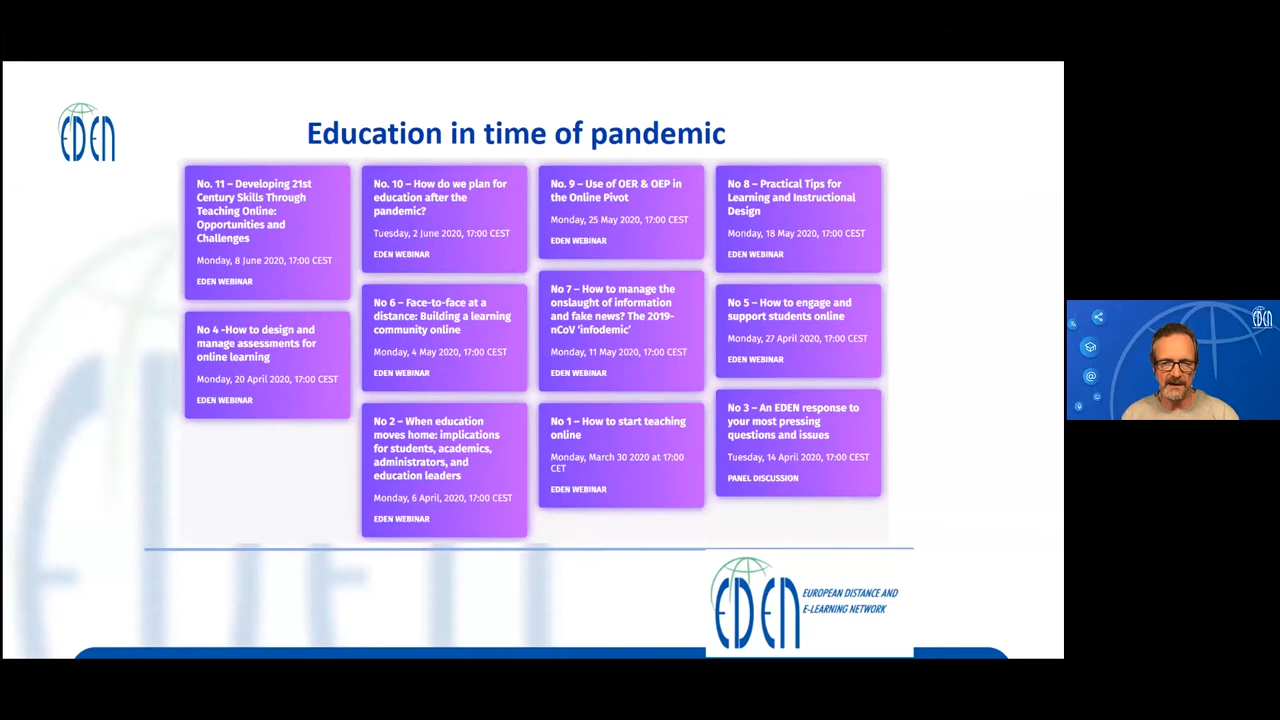 EDEN
Education in time of pandemic
No. 11 – Developing 21st
Century Skills Through
Teaching Online:
Opportunities and
Challenges
Monday, 8 June 2020, 17:00 CEST
EDEN WEBINAR
No. 10 – How do we plan for
education after the
pandemic?
Tuesday, 2 June 2020, 17:00 CEST
EDEN WEBINAR
No. 9 – Use of OER & OEP in
the Online Pivot
Monday, 25 May 2020, 17:00 CEST
EDEN WEBINAR
No 8 – Practical Tips for
Learning and Instructional
Design
Monday, 18 May 2020, 17:00 CEST
EDEN WEBINAR
No 4 -How to design and
manage assessments for
online learning
Monday, 20 April 2020, 17:00 CEST
EDEN WEBINAR
No 6 – Face-to-face at a
distance: Building a learning
community online
Monday, 4 May 2020, 17:00 CEST
EDEN WEBINAR
No 7 – How to manage the
onslaught of information
and fake news? The 2019-
nCoV ‘infodemic’
Monday, 11 May 2020, 17:00 CEST
EDEN WEBINAR
No 5 – How to engage and
support students online
Monday, 27 April 2020, 17:00 CEST
EDEN WEBINAR
No 2 – When education
moves home: implications
for students, academics,
administrators, and
education leaders
Monday, 6 April, 2020, 17:00 CEST
EDEN WEBINAR
No 1 – How to start teaching
online
Monday, March 30 2020 at 17:00
CET
EDEN WEBINAR
No 3 – An EDEN response to
your most pressing
questions and issues
Tuesday, 14 April 2020, 17:00 CEST
PANEL DISCUSSION
EDEN
EUROPEAN DISTANCE AND
E-LEARNING NETWORK
EDEN
@